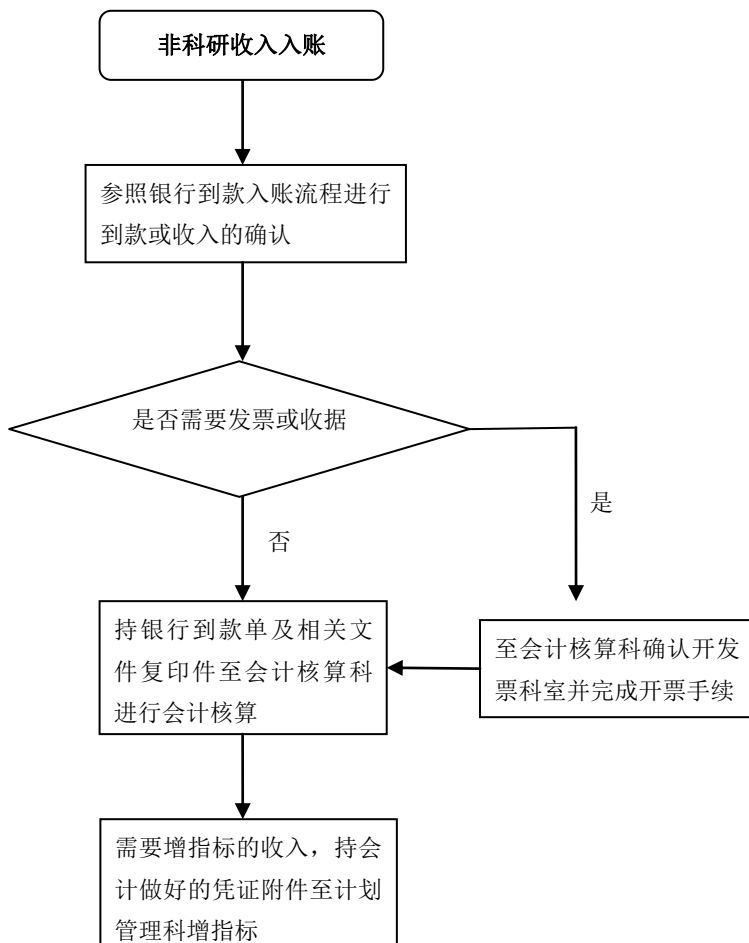 非科研收入入账
参照银行到款入账流程进行
到款或收入的确认
是否需要发票或收据
是
否
持银行到款单及相关文
件复印件至会计核算科
进行会计核算
至会计核算科确认开发
票科室并完成开票手续
需要增指标的收入，持会
计做好的凭证附件至计划
管理科增指标